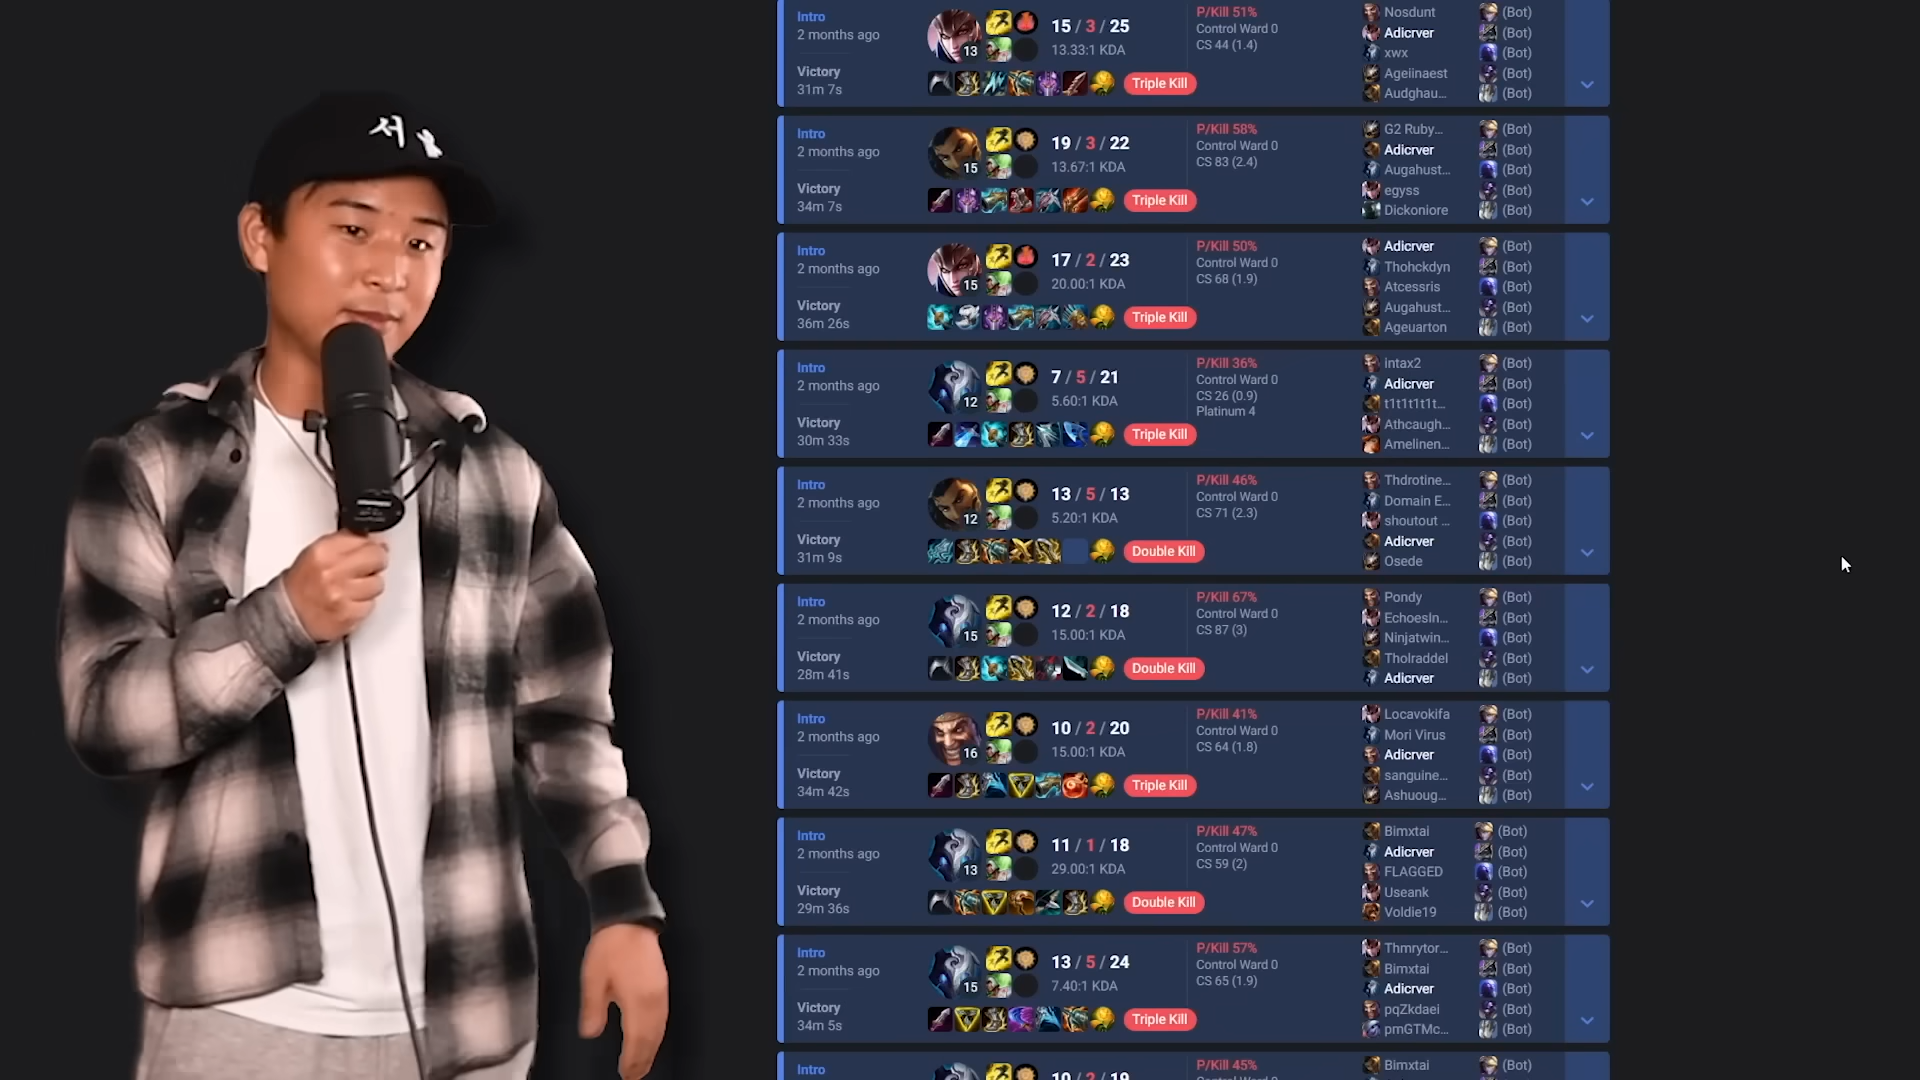 서
Intro
2 months ago
Victory
31m 7s
13
15 / 3 / 25
13.33:1 KDA
Triple Kill
P/Kill 51%
Control Ward 0
CS 44 (1.4)
Nosdunt
Adicrver
xwx
Ageiinaest
Audghau...
(Bot)
(Bot)
(Bot)
(Bot)
(Bot)
Intro
2 months ago
Victory
34m 7s
15
19 / 3 / 22
13.67:1 KDA
Triple Kill
P/Kill 58%
Control Ward 0
CS 83 (2.4)
G2 Ruby...
Adicrver
Augahust...
egyss
Dickoniore
(Bot)
(Bot)
(Bot)
(Bot)
(Bot)
Intro
2 months ago
Victory
36m 26s
15
17 / 2 / 23
20.00:1 KDA
Triple Kill
P/Kill 50%
Control Ward 0
CS 68 (1.9)
Adicrver
Thohckdyn
Atcessris
Augahust...
Ageuarton
(Bot)
(Bot)
(Bot)
(Bot)
(Bot)
Intro
2 months ago
Victory
30m 33s
12
7 / 5 / 21
5.60:1 KDA
Triple Kill
P/Kill 36%
Control Ward 0
CS 26 (0.9)
Platinum 4
intax2
Adicrver
t1t1t1t1t...
Athcaugh...
Amelinen...
(Bot)
(Bot)
(Bot)
(Bot)
(Bot)
Intro
2 months ago
Victory
31m 9s
12
13 / 5 / 13
5.20:1 KDA
Double Kill
P/Kill 46%
Control Ward 0
CS 71 (2.3)
Thdrotine...
Domain E...
shoutout ...
Adicrver
Osede
(Bot)
(Bot)
(Bot)
(Bot)
(Bot)
Intro
2 months ago
Victory
28m 41s
15
12 / 2 / 18
15.00:1 KDA
Double Kill
P/Kill 67%
Control Ward 0
CS 87 (3)
Pondy
EchoesIn...
Ninjatwin...
Tholraddel
Adicrver
(Bot)
(Bot)
(Bot)
(Bot)
(Bot)
Intro
2 months ago
Victory
34m 42s
16
10 / 2 / 20
15.00:1 KDA
Triple Kill
P/Kill 41%
Control Ward 0
CS 64 (1.8)
Locavokifa
Mori Virus
Adicrver
sanguine...
Ashuoug...
(Bot)
(Bot)
(Bot)
(Bot)
(Bot)
Intro
2 months ago
Victory
29m 36s
13
11 / 1 / 18
29.00:1 KDA
Double Kill
P/Kill 47%
Control Ward 0
CS 59 (2)
Bimxtai
Adicrver
FLAGGED
Useank
Voldie19
(Bot)
(Bot)
(Bot)
(Bot)
(Bot)
Intro
2 months ago
Victory
34m 5s
15
13 / 5 / 24
7.40:1 KDA
Triple Kill
P/Kill 57%
Control Ward 0
CS 65 (1.9)
Thmrytor...
Bimxtai
Adicrver
pqZkdaei
pmGTMc...
(Bot)
(Bot)
(Bot)
(Bot)
(Bot)
Intro
10 / 2 / 19
P/Kill 45%
Bimxtai
(Bot)